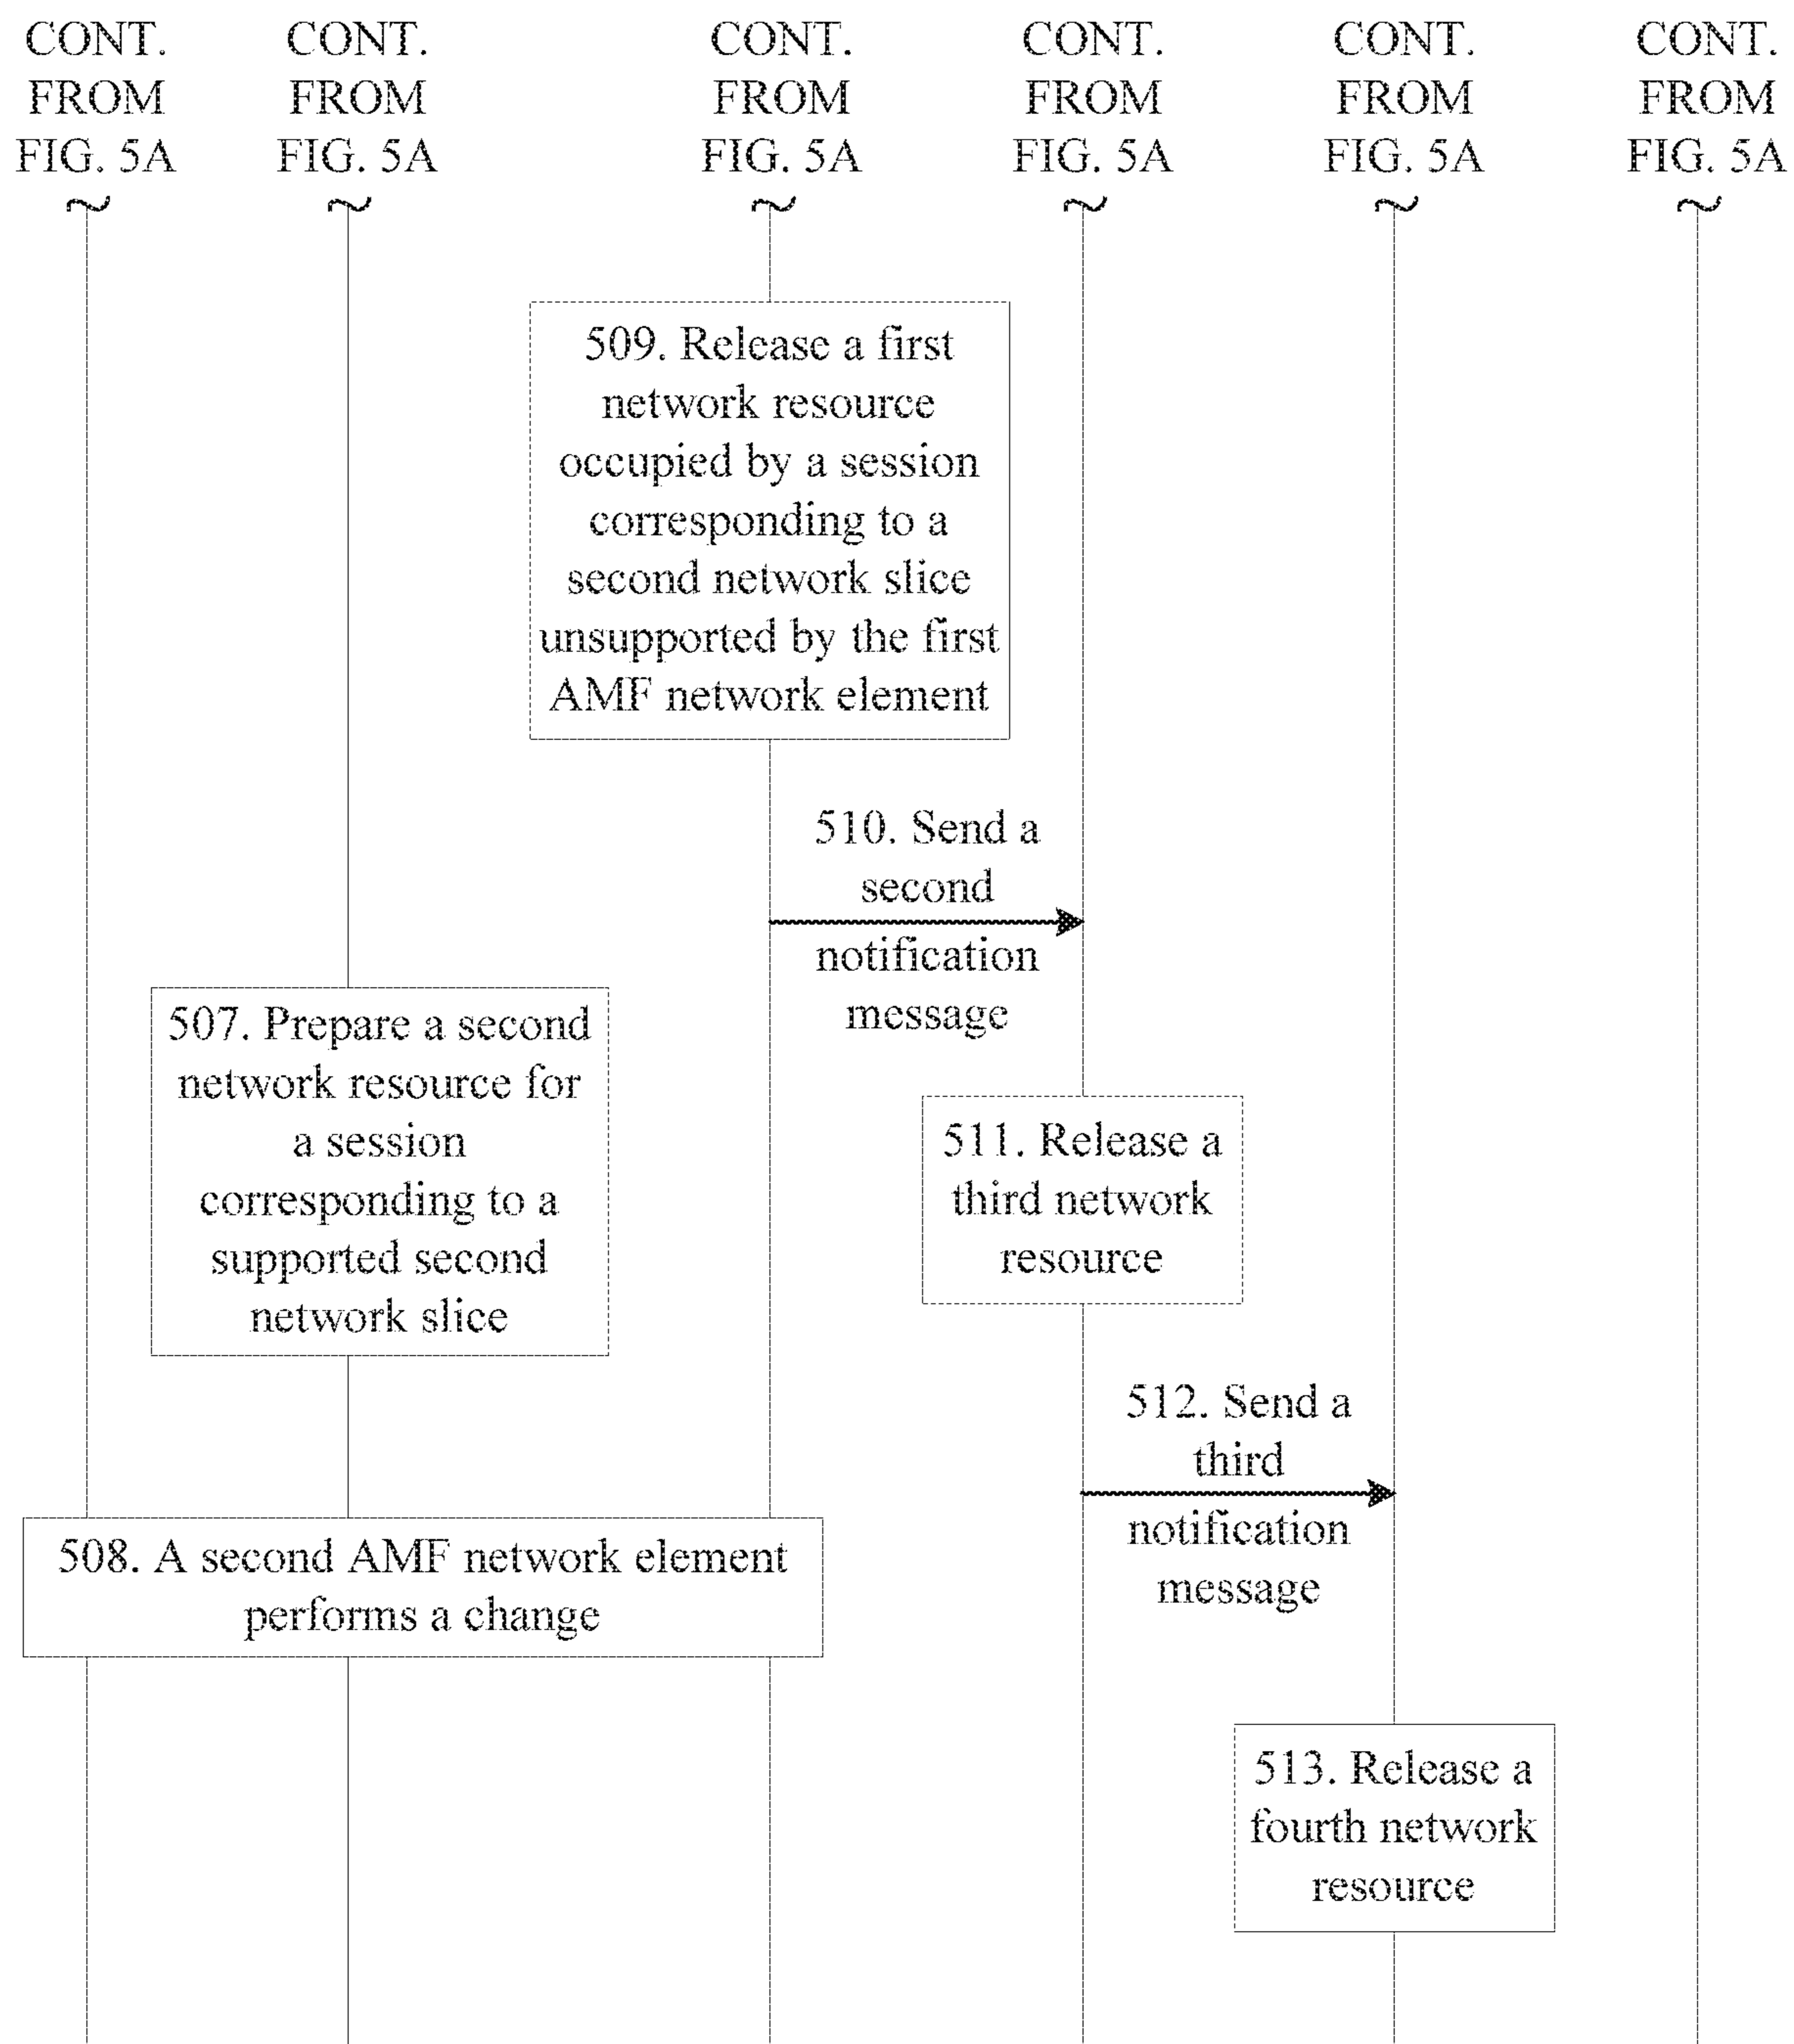 CONT.
FROM
FIG. 5A
CONT.
FROM
FIG. 5A
CONT.
FROM
FIG. 5A
CONT.
FROM
FIG. 5A
CONT.
FROM
FIG. 5A
CONT.
FROM
FIG. 5A
509. Release a first
network resource
occupied by a session
corresponding to a
second network slice
unsupported by the first
AMF network element
510. Send a
second
notification
message
507. Prepare a second
network resource for
a session
corresponding to a
supported second
network slice
511. Release a
third network
resource
512. Send a
third
notification
message
508. A second AMF network element
performs a change
513. Release a
fourth network
resource